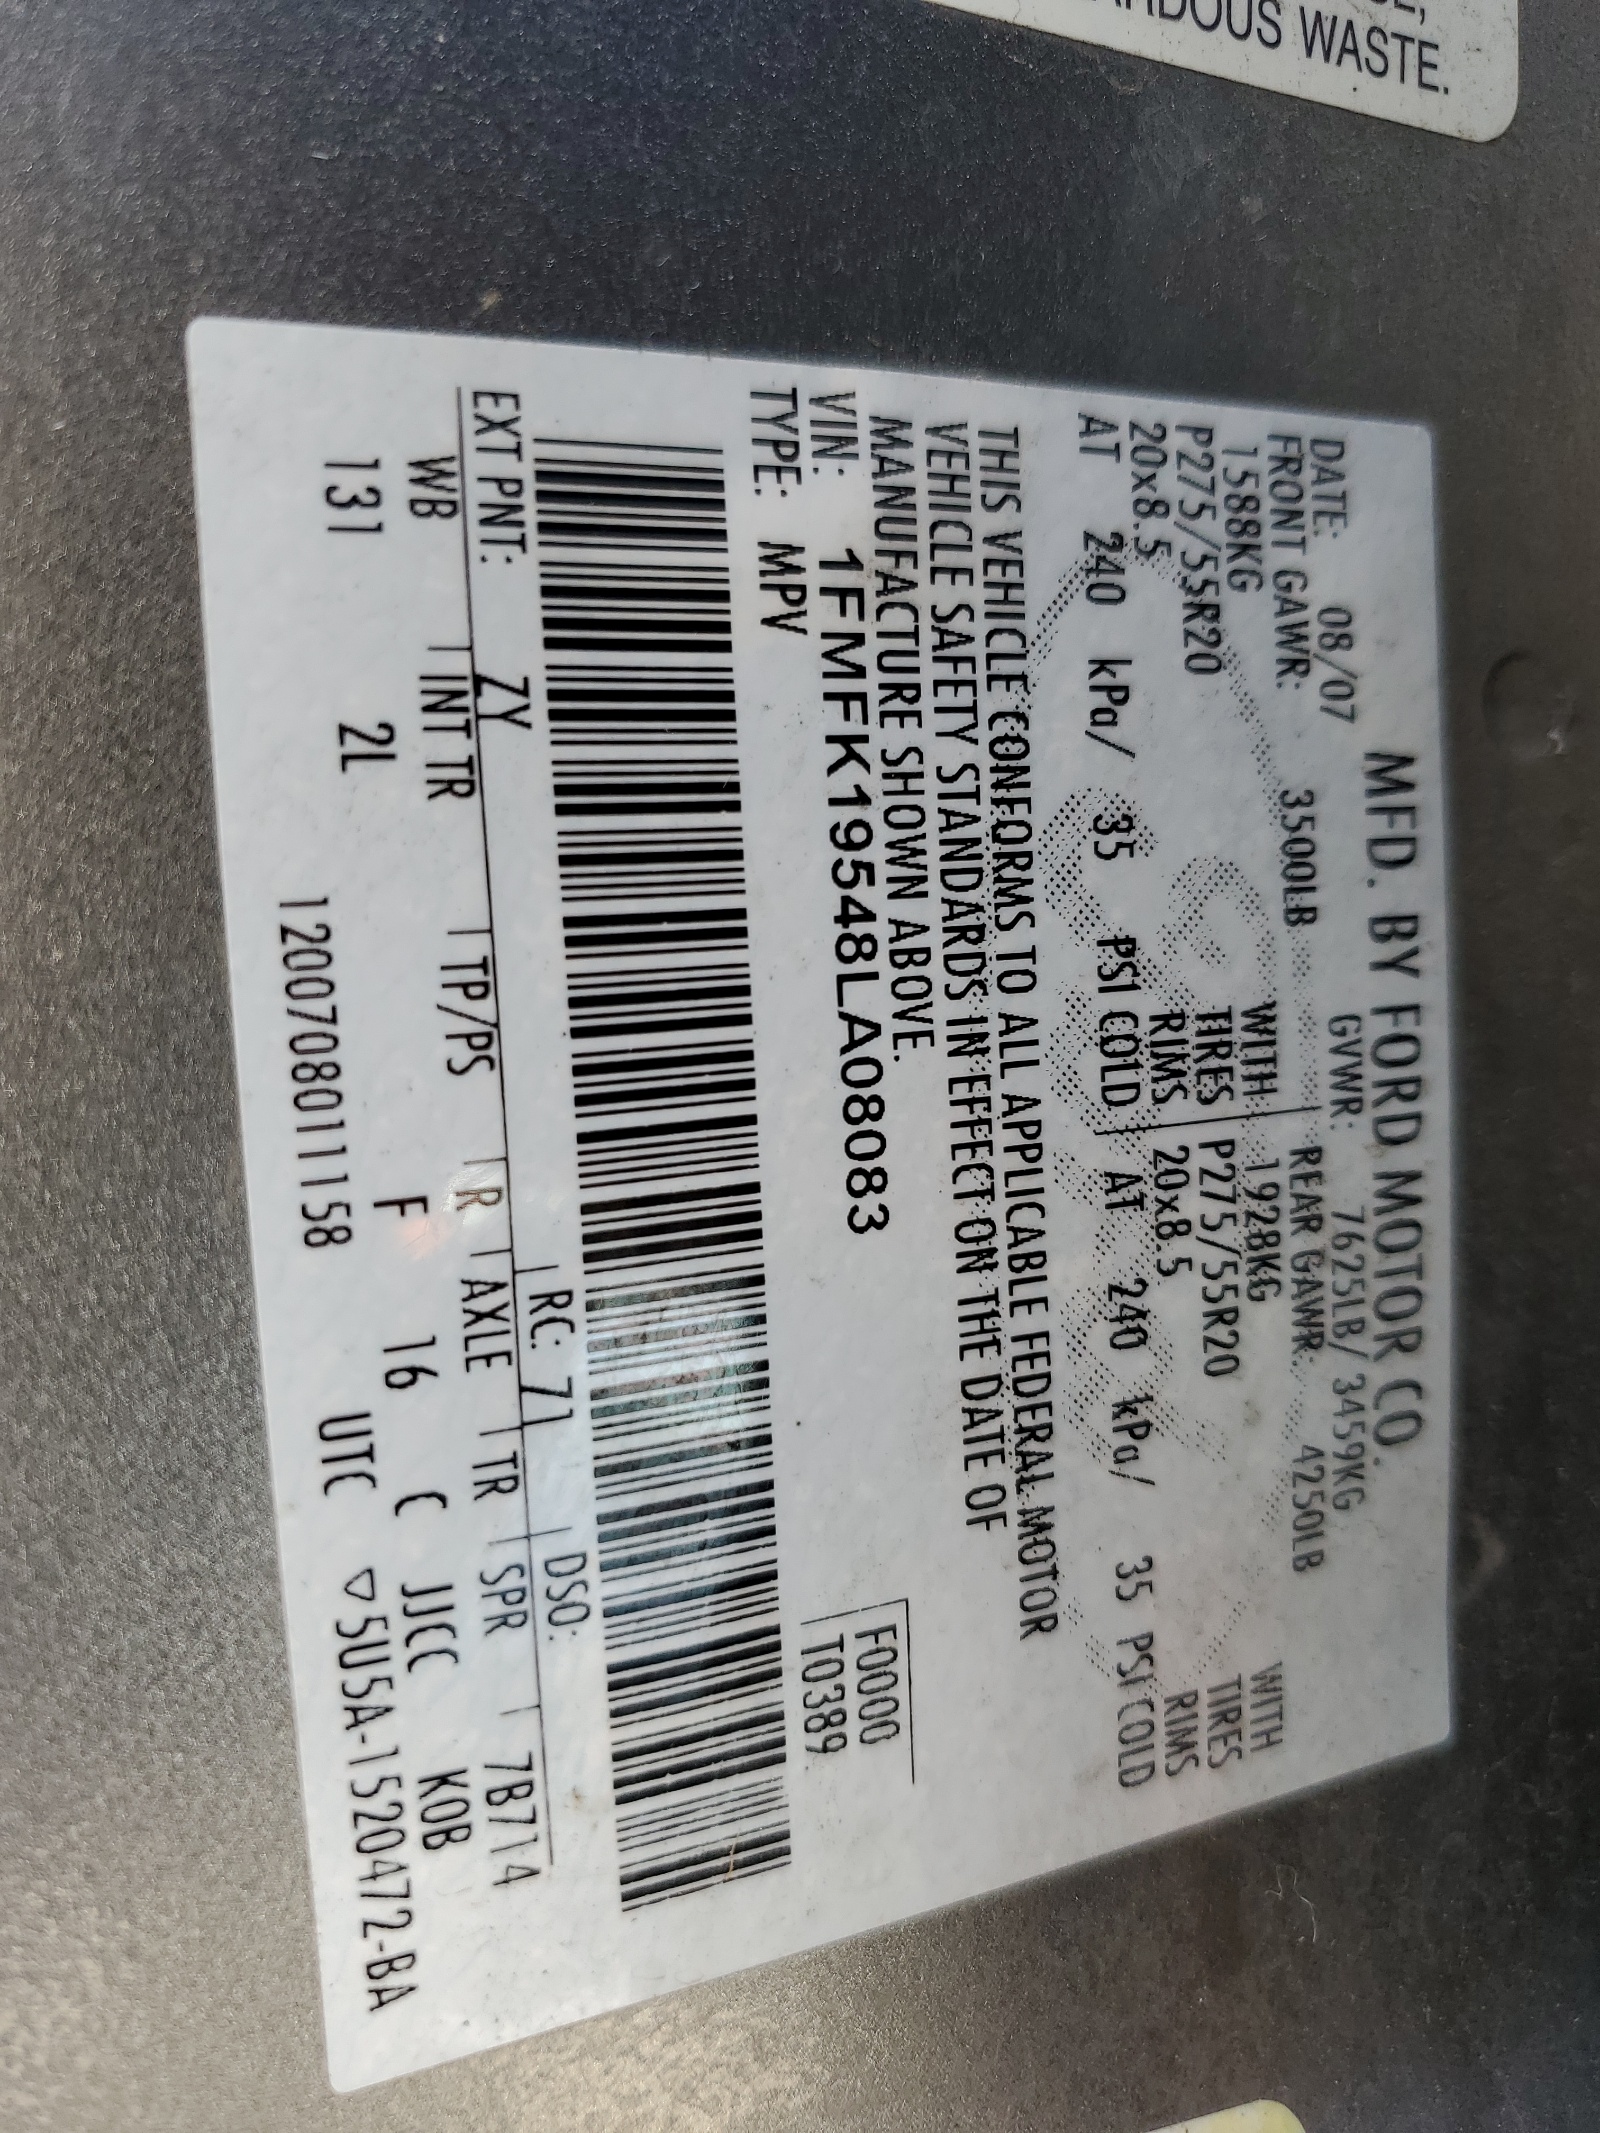 RDOUS WASTE.
MFD. BY FORD MOTOR CO.
DATE: 08/07 GVWR: 7625LB/ 3459KG
FRONT GAWR: 3500LB REAR GAWR: 4250LB
1588KG WITH 1928KG WITH
P275/55R20 TIRES P275/55R20 TIRES
20x8.5 RIMS 20x8.5 RIMS
AT 240 kPa/ 35 PSI COLD AT 240 kPa/ 35 PSI COLD
THIS VEHICLE CONFORMS TO ALL APPLICABLE FEDERAL MOTOR
VEHICLE SAFETY STANDARDS IN EFFECT ON THE DATE OF
MANUFACTURE SHOWN ABOVE.
VIN: 1FMFK19548LA08083 F0000
TYPE: MPV T0389
EXT PNT: ZY RC: 71 DSO:
WB INT TR TP/PS R AXLE TR SPR 7B714
131 2L F 16 C JJCC KOB
12007080111 58 UTC ▽5U5A-1520472-BA